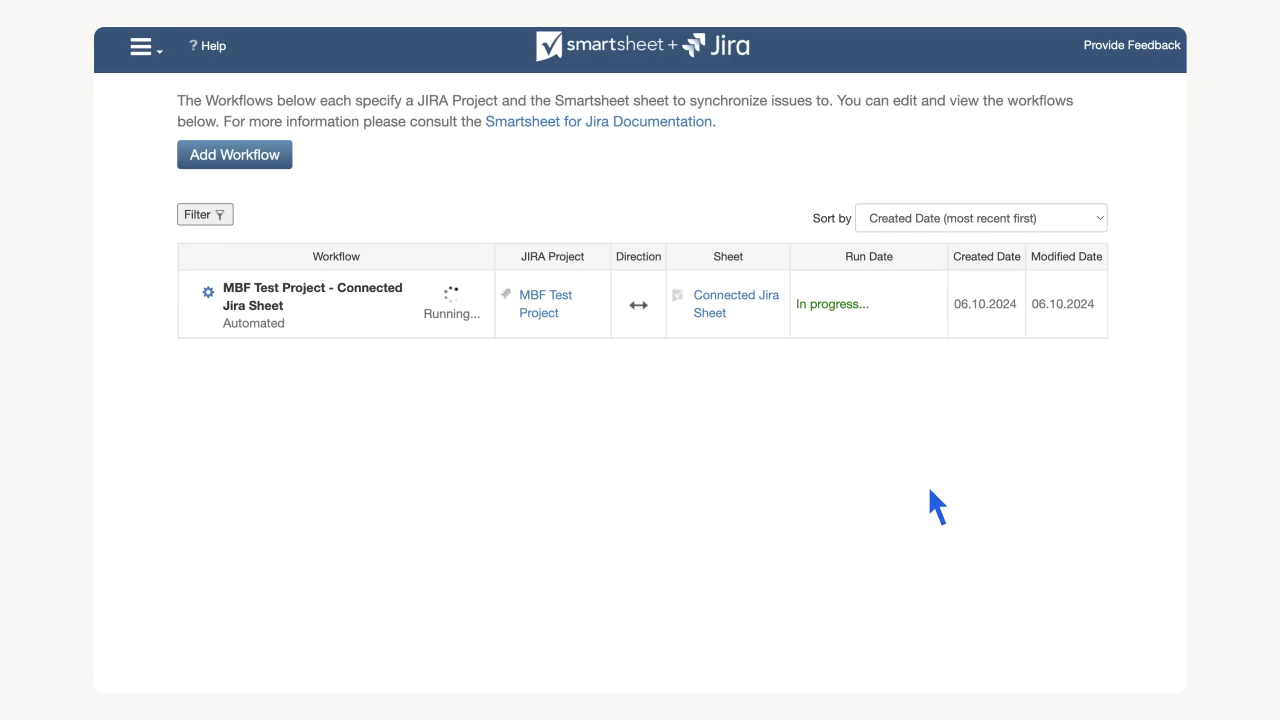 ? Help
smartsheet + Jira
Provide Feedback
The Workflows below each specify a JIRA Project and the Smartsheet sheet to synchronize issues to. You can edit and view the workflows
below. For more information please consult the Smartsheet for Jira Documentation.
Add Workflow
Filter
Sort by Created Date (most recent first)
Workflow JIRA Project Direction Sheet Run Date Created Date Modified Date
MBF Test Project - Connected
Jira Sheet
Automated
Running...
MBF Test
Project
Connected Jira
Sheet
In progress...
06.10.2024
06.10.2024